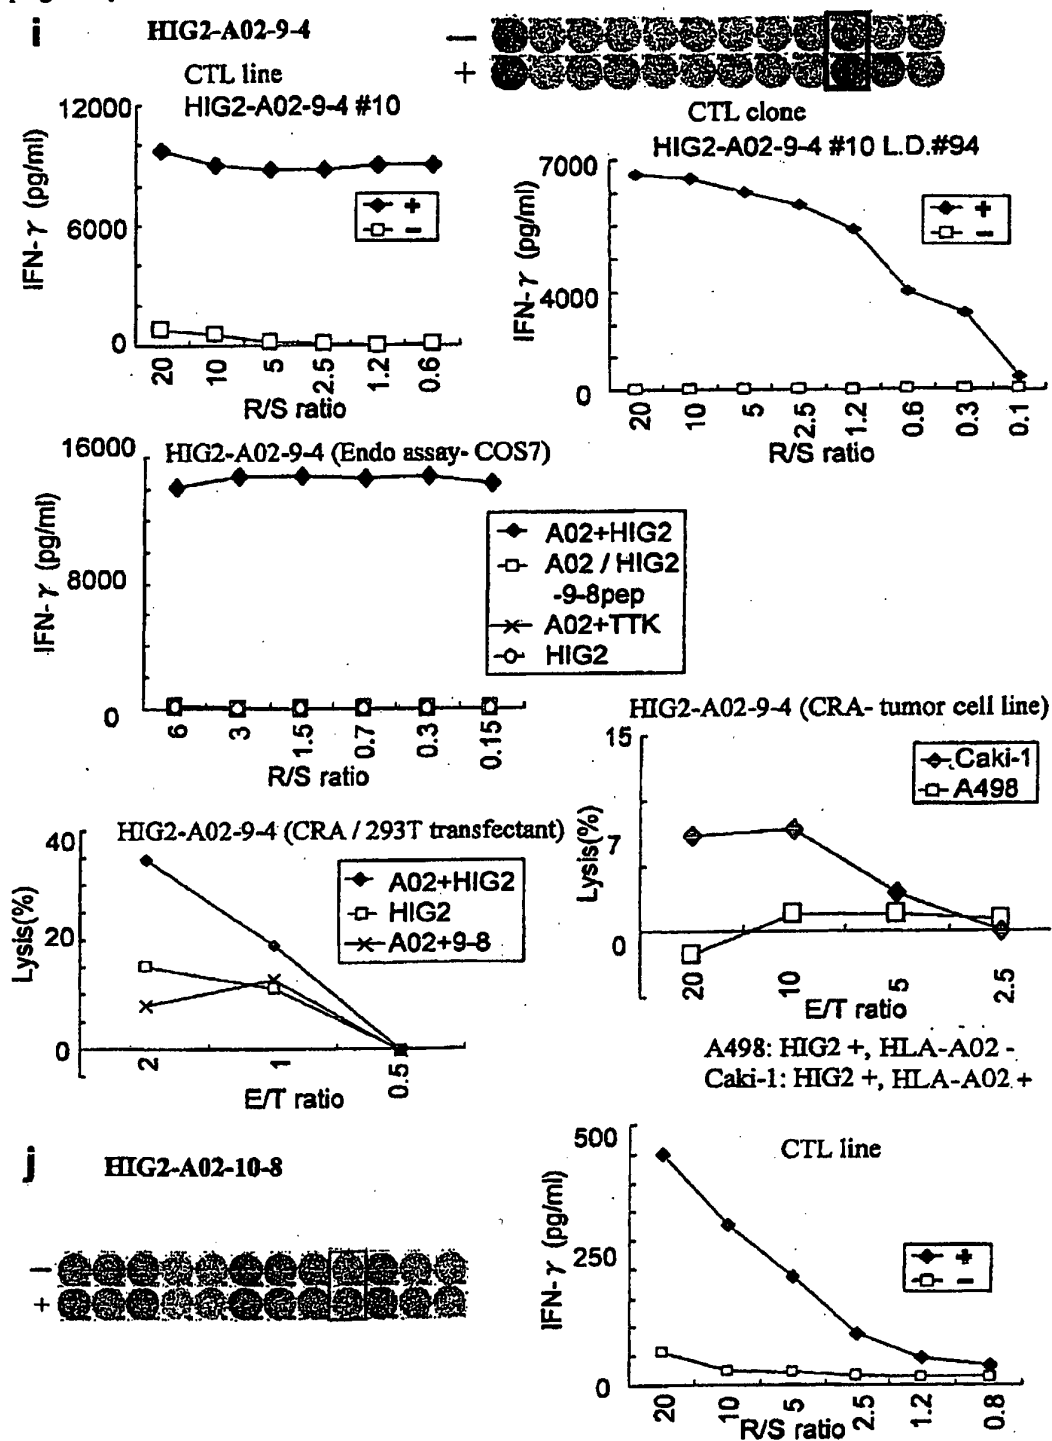 i
HIG2-A02-9-4
−
+
CTL line
HIG2-A02-9-4 #10
12000
6000
0
IFN-γ (pg/ml)
+
−
20 10 5 2.5 1.2 0.6
R/S ratio
CTL clone
HIG2-A02-9-4 #10 L.D.#94
7000
4000
0
IFN-γ (pg/ml)
+
−
20 10 5 2.5 1.2 0.6 0.3 0.1
R/S ratio
HIG2-A02-9-4 (Endo assay- COS7)
16000
8000
0
IFN-γ (pg/ml)
A02+HIG2
A02 / HIG2
-9-8pep
A02+TTK
HIG2
6 3 1.5 0.7 0.3 0.15
R/S ratio
HIG2-A02-9-4 (CRA- tumor cell line)
15
7
0
Lysis(%)
Caki-1
A498
20 10 5 2.5
E/T ratio
A498: HIG2 +, HLA-A02 -
Caki-1: HIG2 +, HLA-A02 +
HIG2-A02-9-4 (CRA / 293T transfectant)
40
20
0
Lysis(%)
A02+HIG2
HIG2
A02+9-8
2 1 0.5
E/T ratio
j
HIG2-A02-10-8
−
+
CTL line
500
250
0
IFN-γ (pg/ml)
+
−
20 10 5 2.5 1.2 0.8
R/S ratio